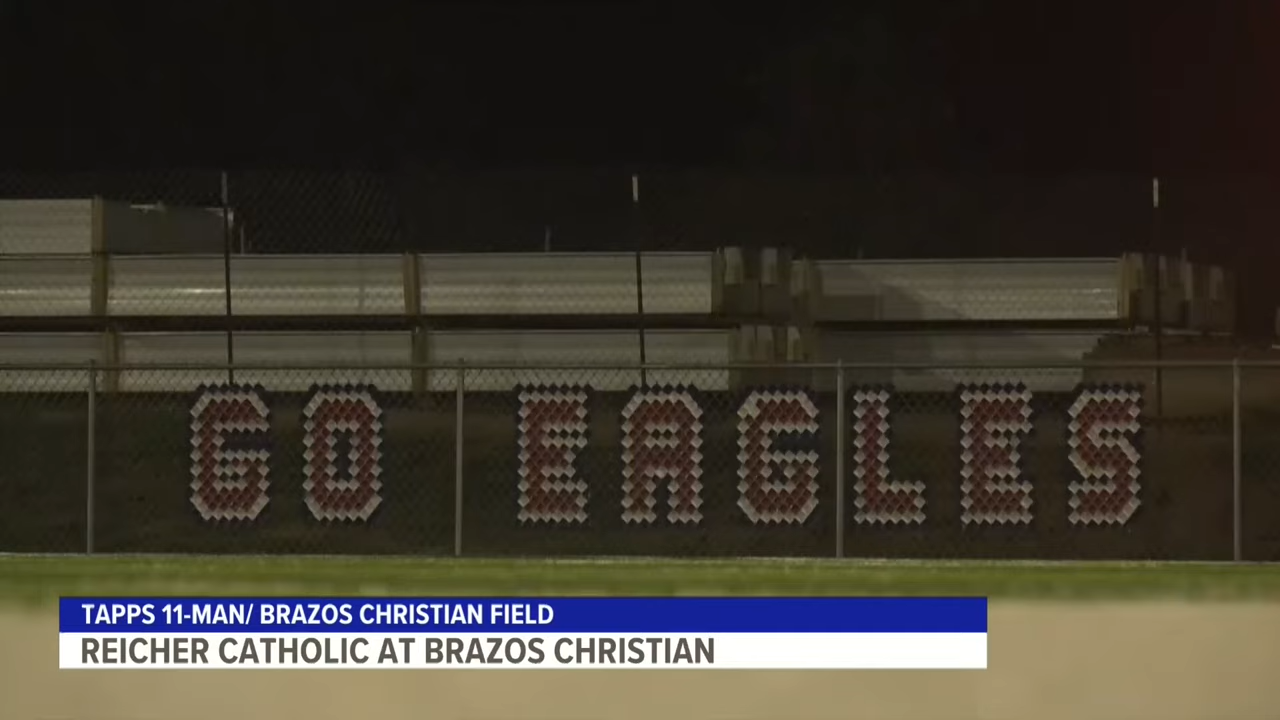 GO EAGLES
TAPPS 11-MAN/ BRAZOS CHRISTIAN FIELD
REICHER CATHOLIC AT BRAZOS CHRISTIAN